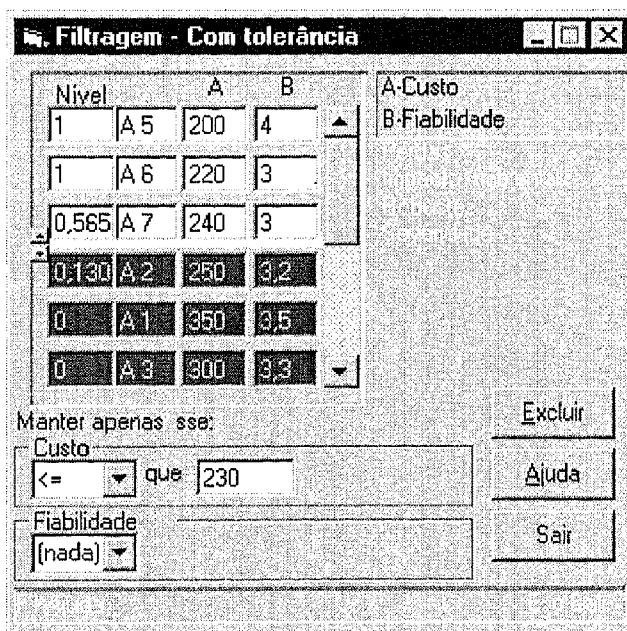 Filtragem - Com tolerância
Nivel A B
1 A 5 200 4
1 A 6 220 3
0,565 A 7 240 3
0,130 A 2 250 3,2
0 A 1 350 3,5
0 A 3 300 3,3
A-Custo
B-Fiabilidade
Manter apenas sse:
Custo
<= que 230
Fiabilidade
(nada)
Excluir
Ajuda
Sair